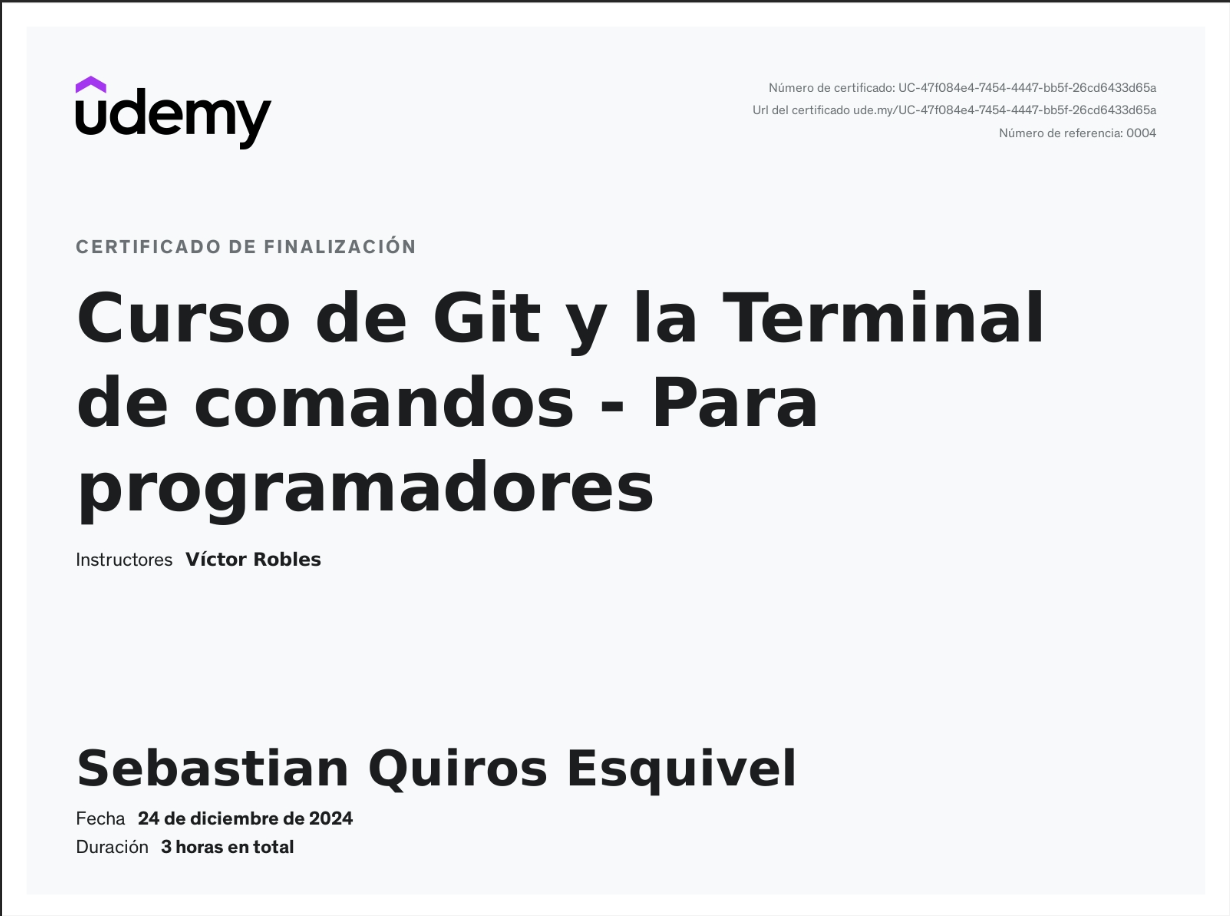 udemy
Número de certificado: UC-47f084e4-7454-4447-bb5f-26cd6433d65a
Url del certificado ude.my/UC-47f084e4-7454-4447-bb5f-26cd6433d65a
Número de referencia: 0004
CERTIFICADO DE FINALIZACIÓN
Curso de Git y la Terminal
de comandos - Para
programadores
Instructores Víctor Robles
Sebastian Quiros Esquivel
Fecha 24 de diciembre de 2024
Duración 3 horas en total